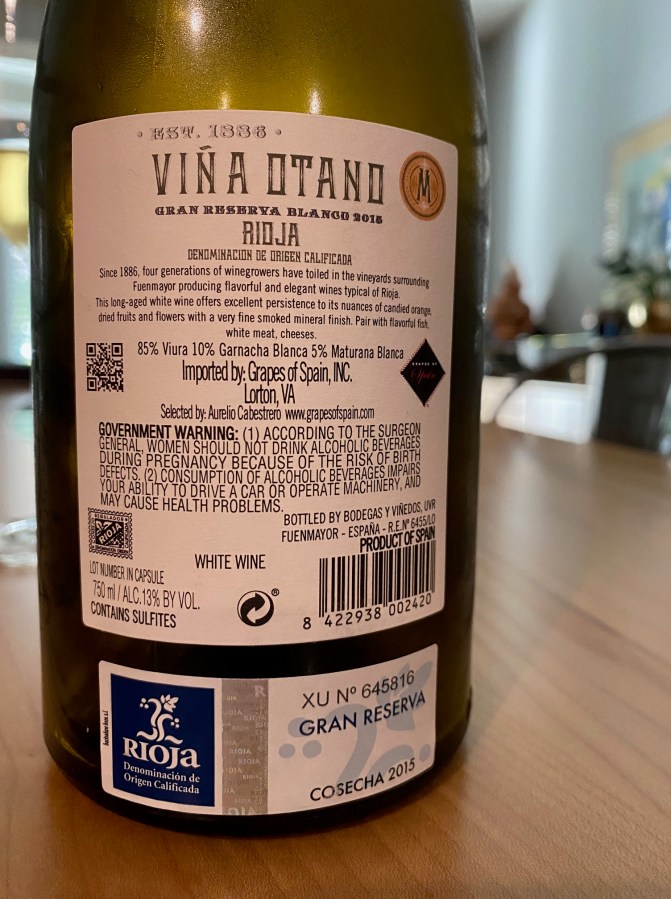 • EST. 1886 •
VIÑA OTANO
M
GRAN RESERVA BLANCO 2015
RIOJA
DENOMINACION DE ORIGEN CALIFICADA
Since 1886, four generations of winegrowers have toiled in the vineyards surrounding
Fuenmayor producing flavorful and elegant wines typical of Rioja.
This long-aged white wine offers excellent persistence to its nuances of candied orange,
dried fruits and flowers with a very fine smoked mineral finish. Pair with flavorful fish,
white meat, cheeses.
85% Viura 10% Garnacha Blanca 5% Maturana Blanca
GRAPES OF
Spain
Imported by: Grapes of Spain, INC.
Lorton, VA
Selected by: Aurelio Cabestrero www.grapesofspain.com
GOVERNMENT WARNING: (1) ACCORDING TO THE SURGEON
GENERAL, WOMEN SHOULD NOT DRINK ALCOHOLIC BEVERAGES
DURING PREGNANCY BECAUSE OF THE RISK OF BIRTH
DEFECTS. (2) CONSUMPTION OF ALCOHOLIC BEVERAGES IMPAIRS
YOUR ABILITY TO DRIVE A CAR OR OPERATE MACHINERY, AND
MAY CAUSE HEALTH PROBLEMS.
BOTTLED BY BODEGAS Y VIÑEDOS, UVR
FUENMAYOR - ESPAÑA - R.E.Nº 6455/LO
PRODUCT OF SPAIN
RIOJA
WHITE WINE
LOT NUMBER IN CAPSULE
750 ml / ALC.13% BY VOL.
CONTAINS SULFITES
®
8 422938 002420
RIOJa
Denominación de
Origen Calificada
RIOJA
XU Nº 645816
GRAN RESERVA
COSECHA 2015